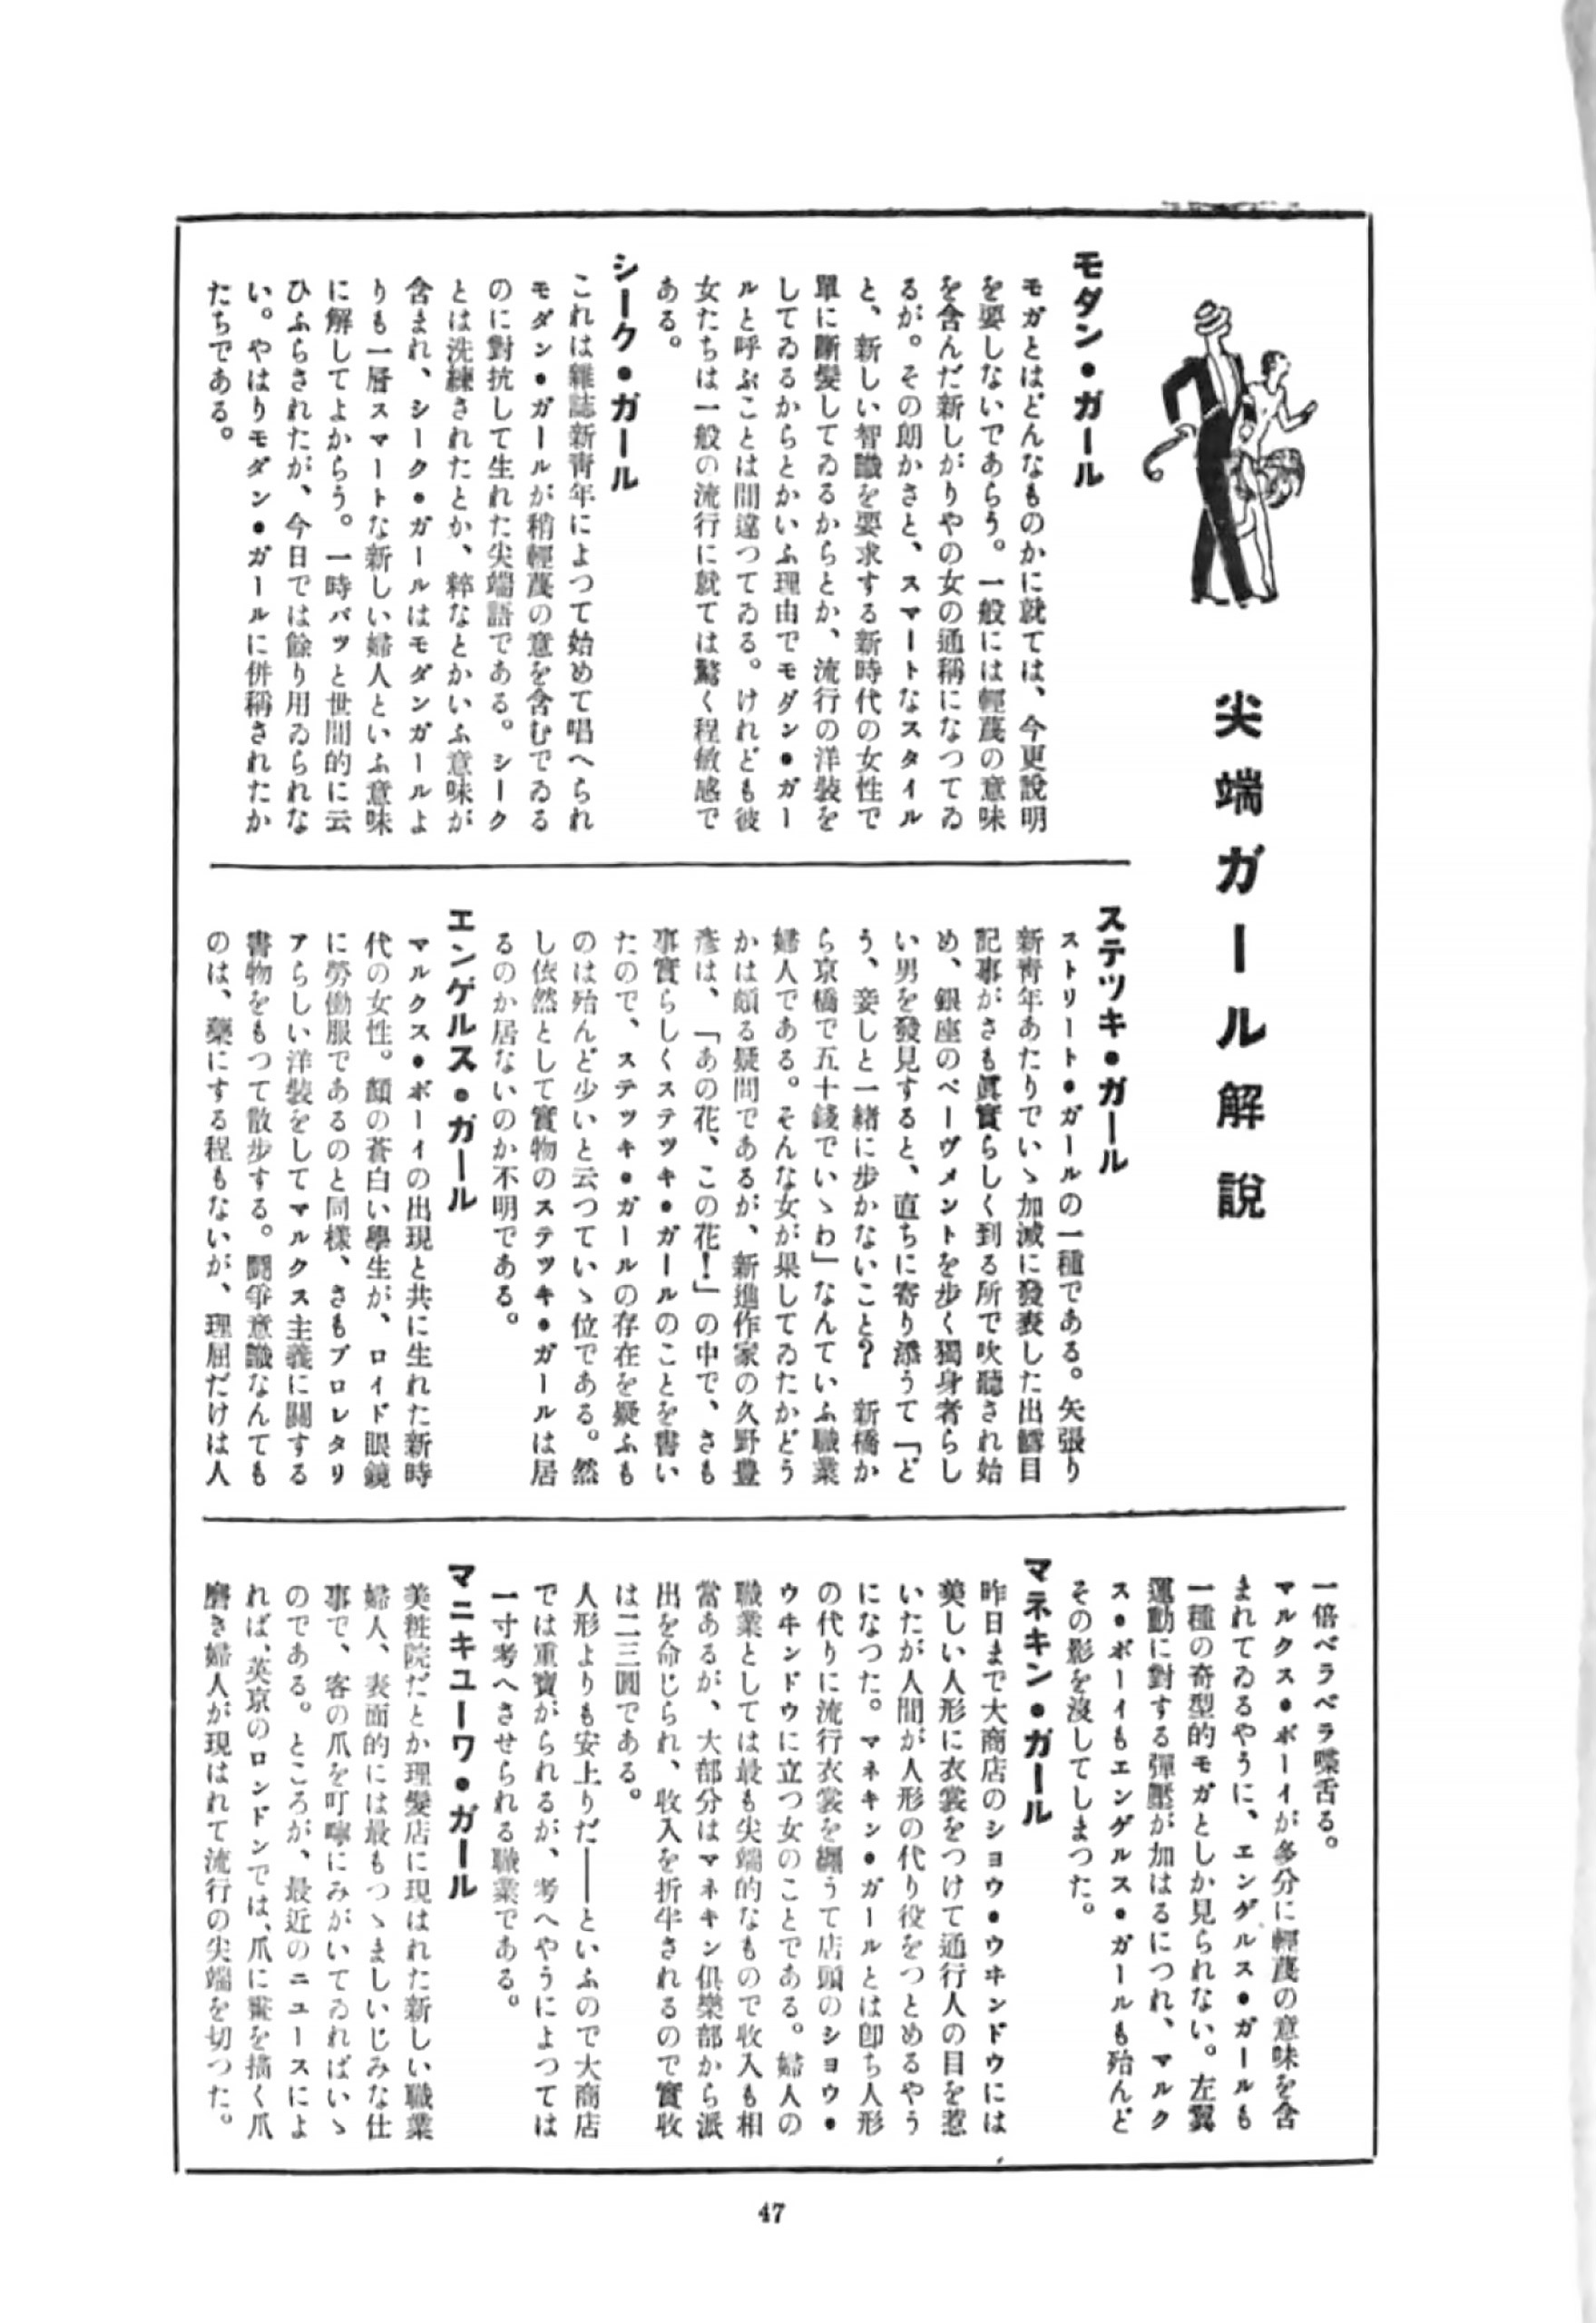 尖端ガール解説
モダン・ガール
モガとはどんなものかに就ては、今更説明
を要しないであらう。一般には輕蔑の意味
を含んだ新しがりやの女の通稱になつてゐ
るが。その朗かさと、スマートなスタイル
と、新しい智識を要求する新時代の女性で
單に斷髮してゐるからとか、流行の洋裝を
してゐるからとかいふ理由でモダン・ガー
ルと呼ぶことは間違つてゐる。けれども彼
女たちは一般の流行に就ては驚く程敏感で
ある。
シーク・ガール
これは雜誌新青年によつて始めて唱へられ
モダン・ガールが稍輕蔑の意を含むでゐる
のに對抗して生れた尖端語である。シーク
とは洗練されたとか、粹なとかいふ意味が
含まれ、シーク・ガールはモダンガールよ
りも一層スマートな新しい婦人といふ意味
に解してよからう。一時パツと世間的に云
ひふらされたが、今日では餘り用ゐられな
い。やはりモダン・ガールに併稱されたか
たちである。
ステツキ・ガール
ストリート・ガールの一種である。矢張り
新青年あたりでいゝ加減に發表した出鱈目
記事がさも眞實らしく到る所で吹聽され始
め、銀座のペーヴメントを歩く獨身者らし
い男を發見すると、直ちに寄り添うて「ど
う、妾しと一緒に歩かないこと？　新橋か
ら京橋で五十錢でいゝわ」なんていふ職業
婦人である。そんな女が果してゐたかどう
かは頗る疑問であるが、新進作家の久野豊
彦は、「あの花、この花！」の中で、さも
事實らしくステツキ・ガールのことを書い
たので、ステツキ・ガールの存在を疑ふも
のは殆んど少いと云つていゝ位である。然
し依然として實物のステツキ・ガールは居
るのか居ないのか不明である。
エンゲルス・ガール
マルクス・ボーイの出現と共に生れた新時
代の女性。顏の蒼白い學生が、ロイド眼鏡
に勞働服であるのと同樣、さもプロレタリ
アらしい洋裝をしてマルクス主義に關する
書物をもつて散歩する。鬪爭意識なんても
のは、藥にする程もないが、理屈だけは人
一倍ベラベラ喋舌る。
マルクス・ボーイが多分に輕蔑の意味を含
まれてゐるやうに、エンゲルス・ガールも
一種の奇型的モガとしか見られない。左翼
運動に對する彈壓が加はるにつれ、マルク
ス・ボーイもエンゲルス・ガールも殆んど
その影を沒してしまつた。
マネキン・ガール
昨日まで大商店のショウ・ウヰンドウには
美しい人形に衣裳をつけて通行人の目を惹
いたが人間が人形の代り役をつとめるやう
になつた。マネキン・ガールとは卽ち人形
の代りに流行衣裳を纏うて店頭のショウ・
ウヰンドウに立つ女のことである。婦人の
職業としては最も尖端的なもので收入も相
當あるが、大部分はマネキン倶樂部から派
出を命じられ、收入を折半されるので實收
は二三圓である。
人形よりも安上りだ――といふので大商店
では重寶がられるが、考へやうによつては
一寸考へさせられる職業である。
マニキユーワ・ガール
美粧院だとか理髮店に現はれた新しい職業
婦人、表面的には最もつゝましいじみな仕
事で、客の爪を叮嚀にみがいてゐればいゝ
のである。ところが、最近のニユースによ
れば、英京のロンドンでは、爪に畫を描く爪
磨き婦人が現はれて流行の尖端を切つた。
47